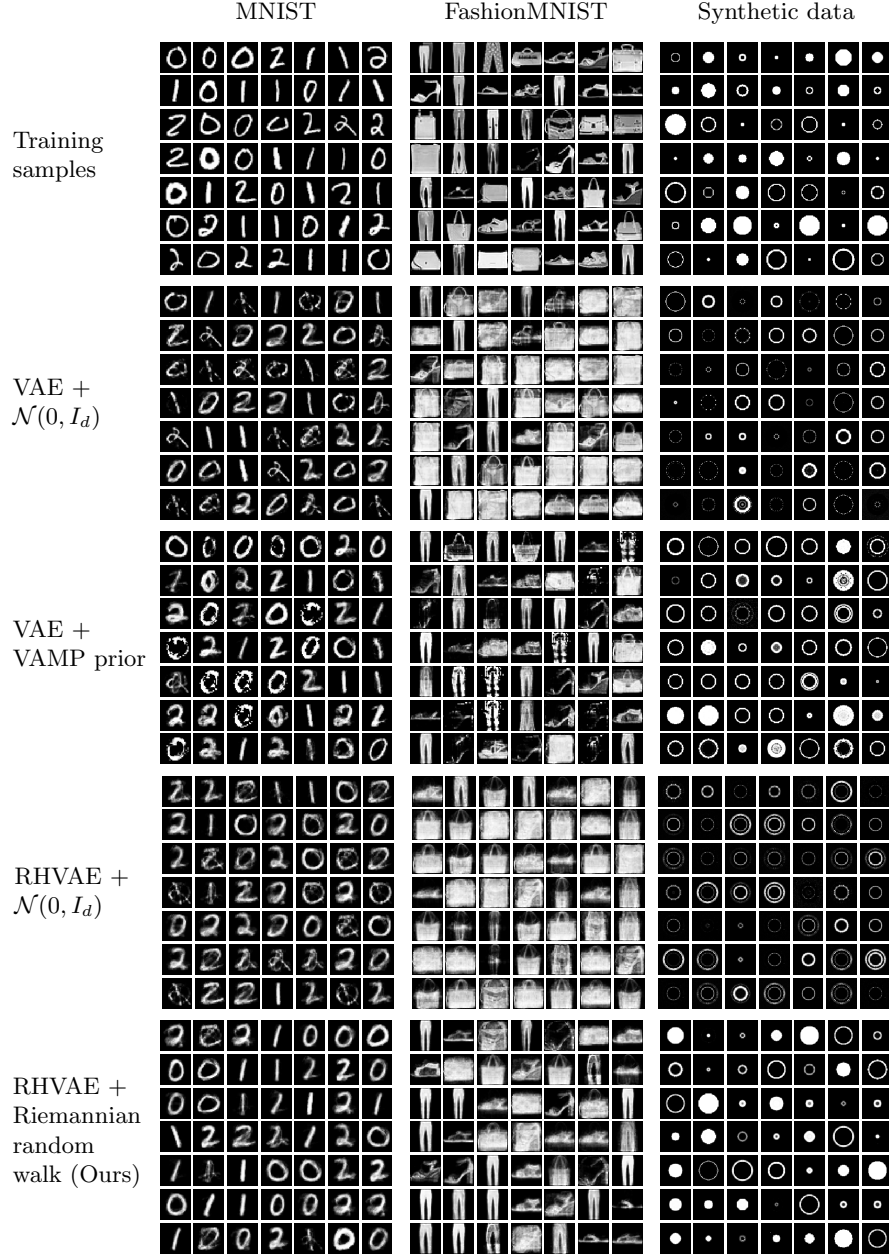 MNIST FashionMNIST Synthetic data
Training
samples
VAE +
𝒩(0, I_d)
VAE +
VAMP prior
RHVAE +
𝒩(0, I_d)
RHVAE +
Riemannian
random
walk (Ours)